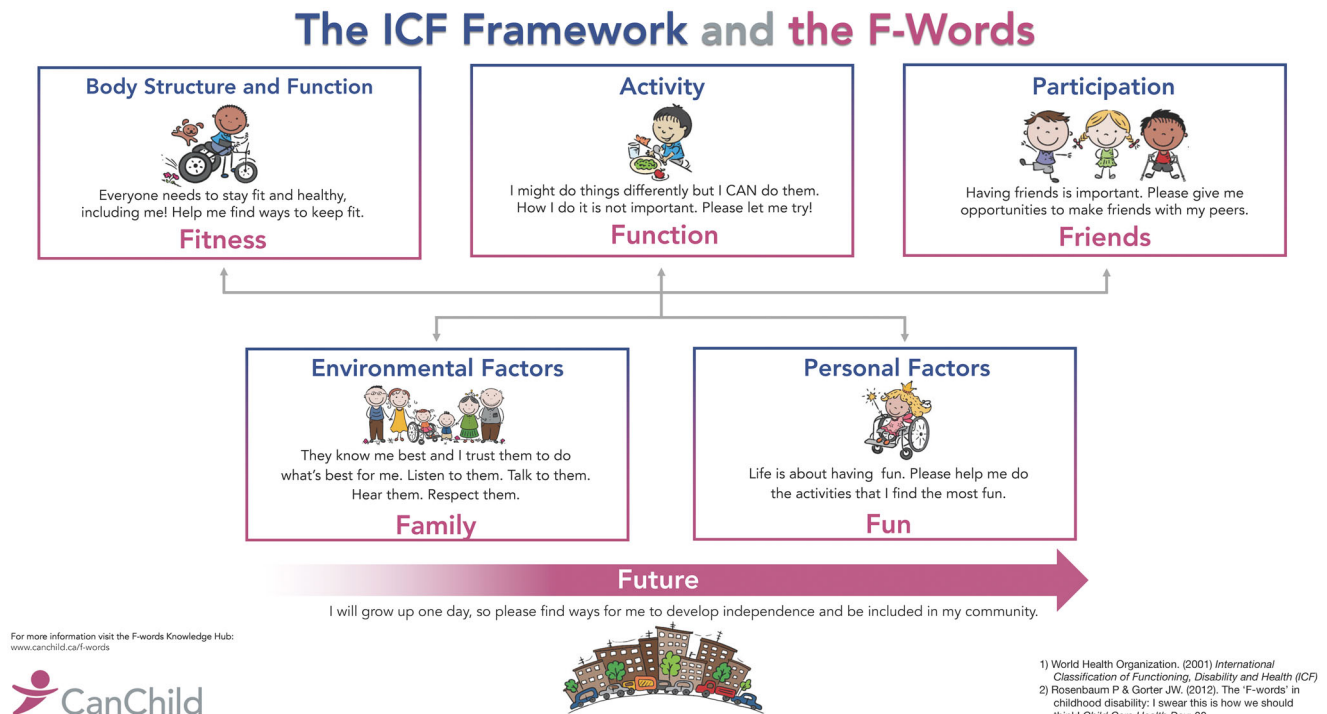 The ICF Framework and the F-Words
Body Structure and Function
Everyone needs to stay fit and healthy,
including me! Help me find ways to keep fit.
Fitness
Activity
I might do things differently but I CAN do them.
How I do it is not important. Please let me try!
Function
Participation
Having friends is important. Please give me
opportunities to make friends with my peers.
Friends
Environmental Factors
They know me best and I trust them to do
what's best for me. Listen to them. Talk to them.
Hear them. Respect them.
Family
Personal Factors
Life is about having fun. Please help me do
the activities that I find the most fun.
Fun
Future
I will grow up one day, so please find ways for me to develop independence and be included in my community.
For more information visit the F-words Knowledge Hub:
www.canchild.ca/f-words
CanChild
1) World Health Organization. (2001) International
Classification of Functioning, Disability and Health (ICF)
2) Rosenbaum P & Gorter JW. (2012). The 'F-words' in
childhood disability: I swear this is how we should